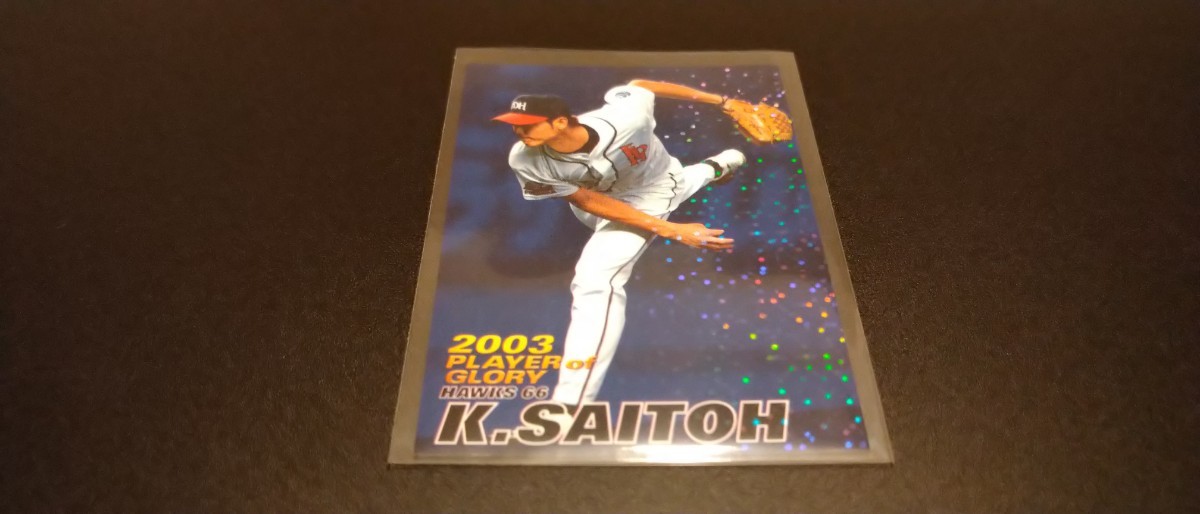 2003
PLAYER of
GLORY
HAWKS 66
K.SAITOH